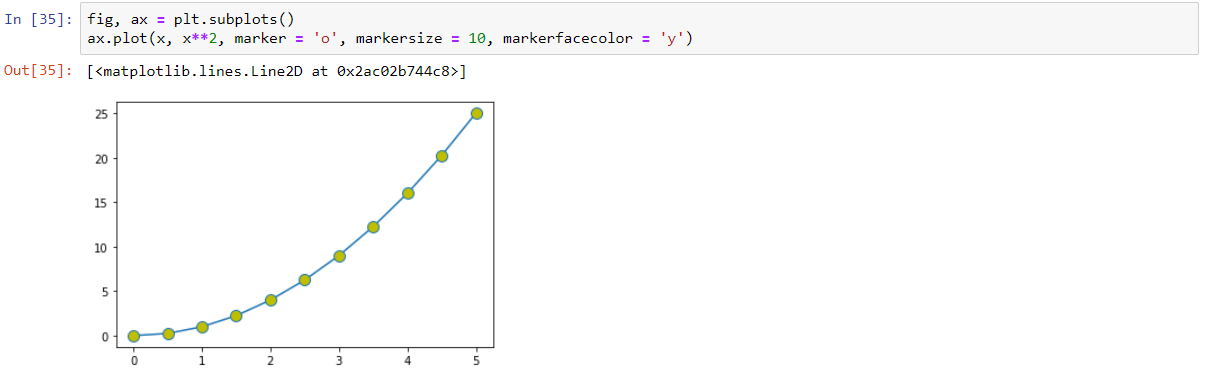 In [35]: fig, ax = plt.subplots()
ax.plot(x, x**2, marker = 'o', markersize = 10, markerfacecolor = 'y')
Out[35]: [<matplotlib.lines.Line2D at 0x2ac02b744c8>]
25
20
15
10
5
0
0 1 2 3 4 5